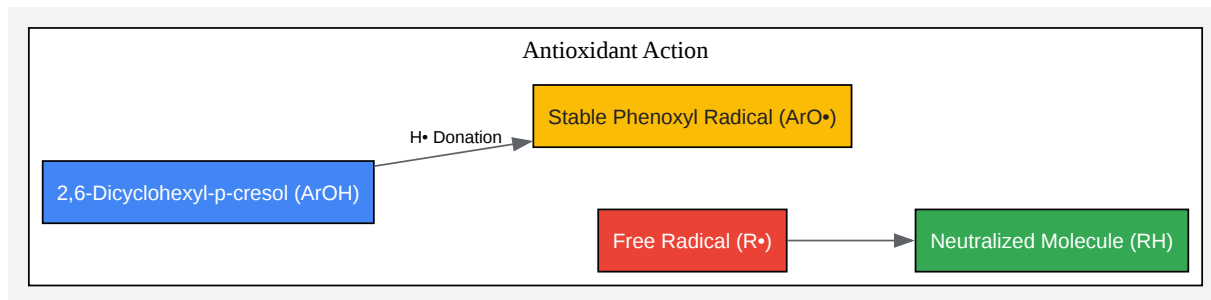 Antioxidant Action
Stable Phenoxyl Radical (ArO•)
H• Donation
2,6-Dicyclohexyl-p-cresol (ArOH)
Free Radical (R•)
Neutralized Molecule (RH)